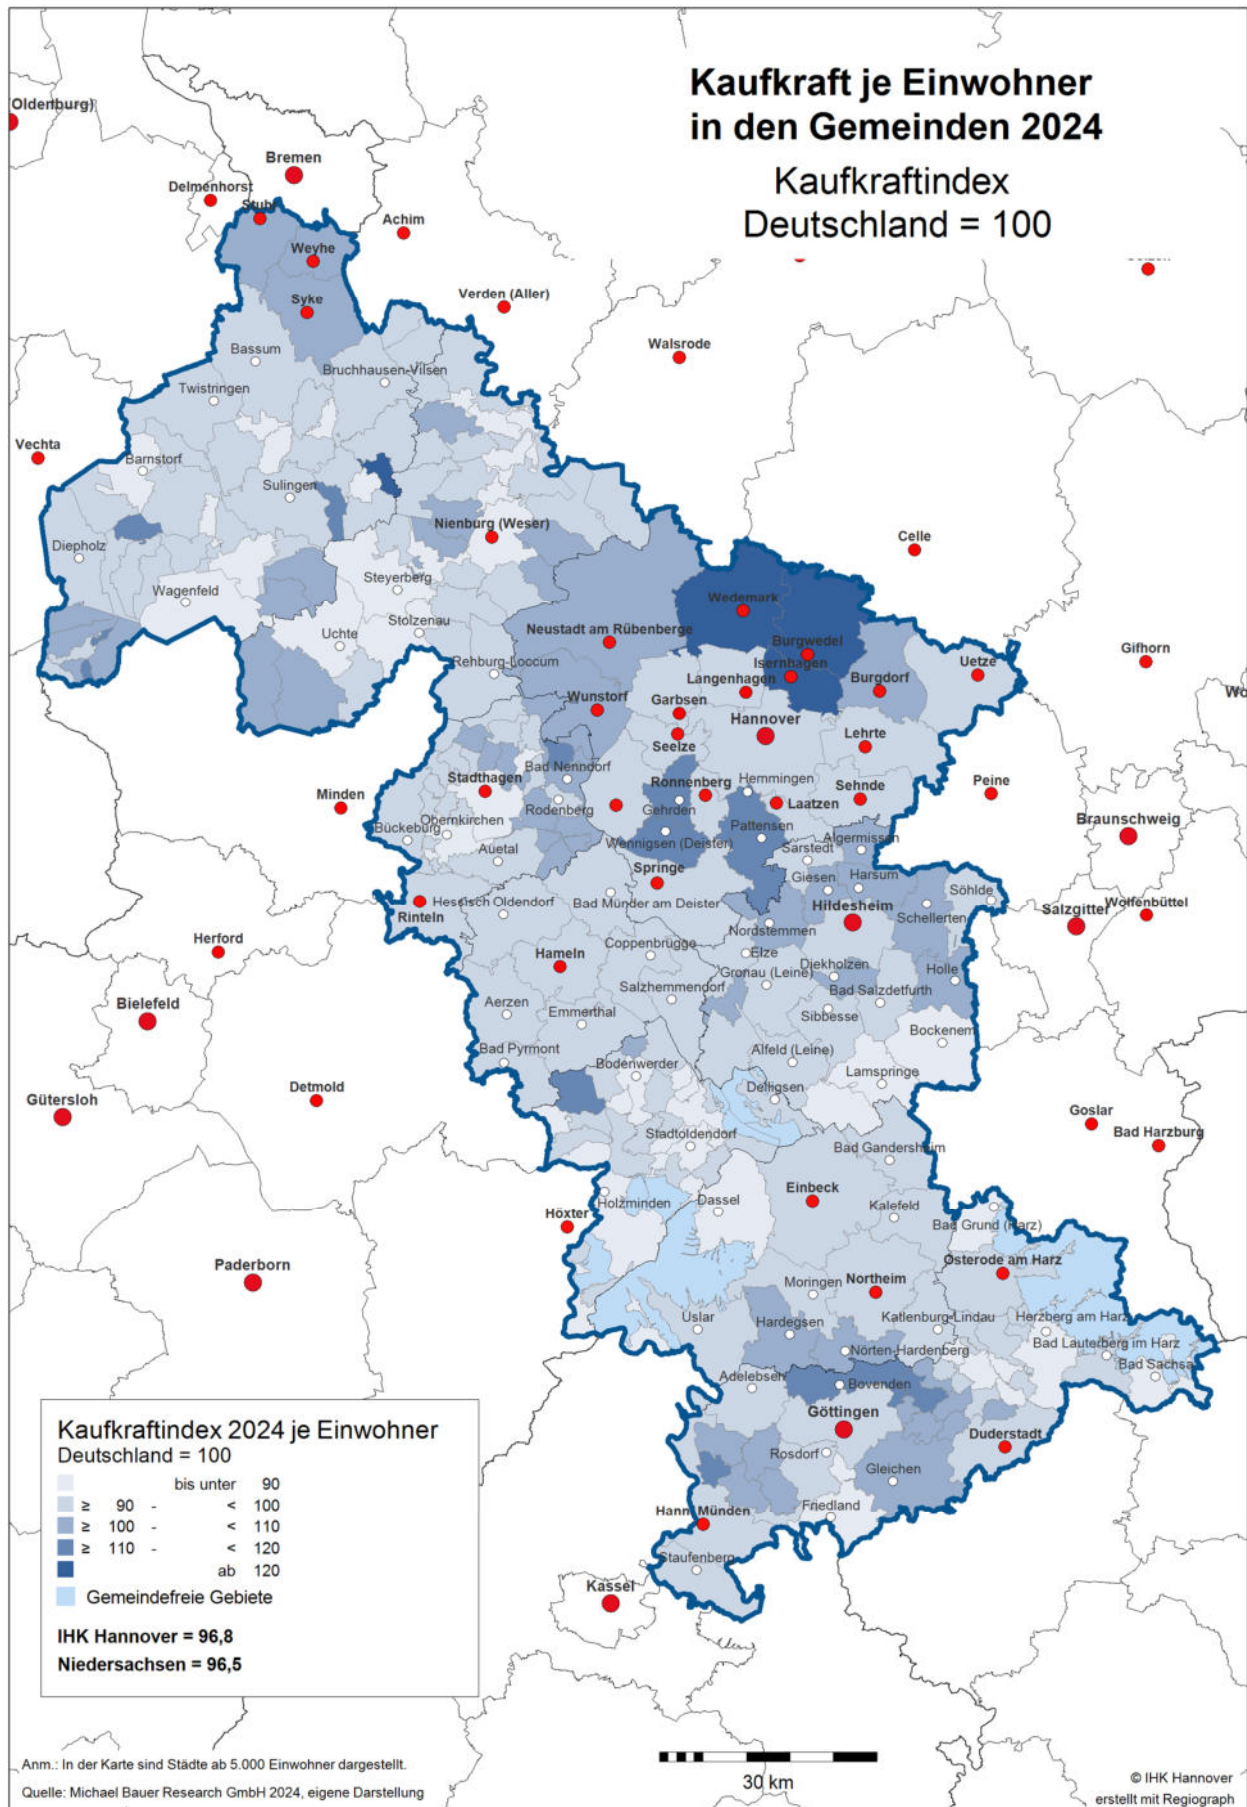 Kaufkraft je Einwohner
in den Gemeinden 2024
Kaufkraftindex
Deutschland = 100
Oldenburg)
Bremen
Delmenhorst
Achim
Weyhe
Syke
Verden (Aller)
Walsrode
Bassum
Bruchhausen-Vilsen
Twistringen
Vechta
Barnstorf
Sulingen
Nienburg (Weser)
Celle
Diepholz
Steyerberg
Wagenfeld
Wedemark
Stolzenau
Neustadt am Rübenberge
Uchte
Burgwedel
Rehburg-Loccum
Isernhagen
Uetze
Gifhorn
Langenhagen
Burgdorf
Wo
Wunstorf
Garbsen
Hannover
Lehrte
Seelze
Bad Nenndorf
Stadthagen
Ronnenberg
Hemmingen
Sehnde
Peine
Minden
Rodenberg
Gehrden
Laatzen
Braunschweig
Bückeburg
Obernkirchen
Wennigsen (Deister)
Pattensen
Algermissen
Auetal
Sarstedt
Springe
Giesen
Harsum
Söhlde
Rinteln
Hessisch Oldendorf
Bad Münder am Deister
Hildesheim
Schellerten
Salzgitter
Wolfenbüttel
Nordstemmen
Herford
Hameln
Coppenbrügge
Elze
Gronau (Leine)
Diekholzen
Holle
Bielefeld
Aerzen
Salzhemmendorf
Bad Salzdetfurth
Emmerthal
Sibbesse
Bockenem
Bad Pyrmont
Bodenwerder
Alfeld (Leine)
Lamspringe
Detmold
Delligsen
Gütersloh
Goslar
Stadtoldendorf
Bad Gandersheim
Bad Harzburg
Holzminden
Dassel
Einbeck
Kalefeld
Höxter
Bad Grund (Harz)
Paderborn
Osterode am Harz
Moringen
Northeim
Uslar
Hardegsen
Katlenburg-Lindau
Herzberg am Harz
Nörten-Hardenberg
Bad Lauterberg im Harz
Adelebsen
Bovenden
Bad Sachsa
Göttingen
Duderstadt
Rosdorf
Gleichen
Hann. Münden
Friedland
Staufenberg
Kassel
Kaufkraftindex 2024 je Einwohner
Deutschland = 100
bis unter 90
≥ 90 - < 100
≥ 100 - < 110
≥ 110 - < 120
ab 120
Gemeindefreie Gebiete
IHK Hannover = 96,8
Niedersachsen = 96,5
Anm.: In der Karte sind Städte ab 5.000 Einwohner dargestellt.
Quelle: Michael Bauer Research GmbH 2024, eigene Darstellung
30 km
© IHK Hannover
erstellt mit Regiograph